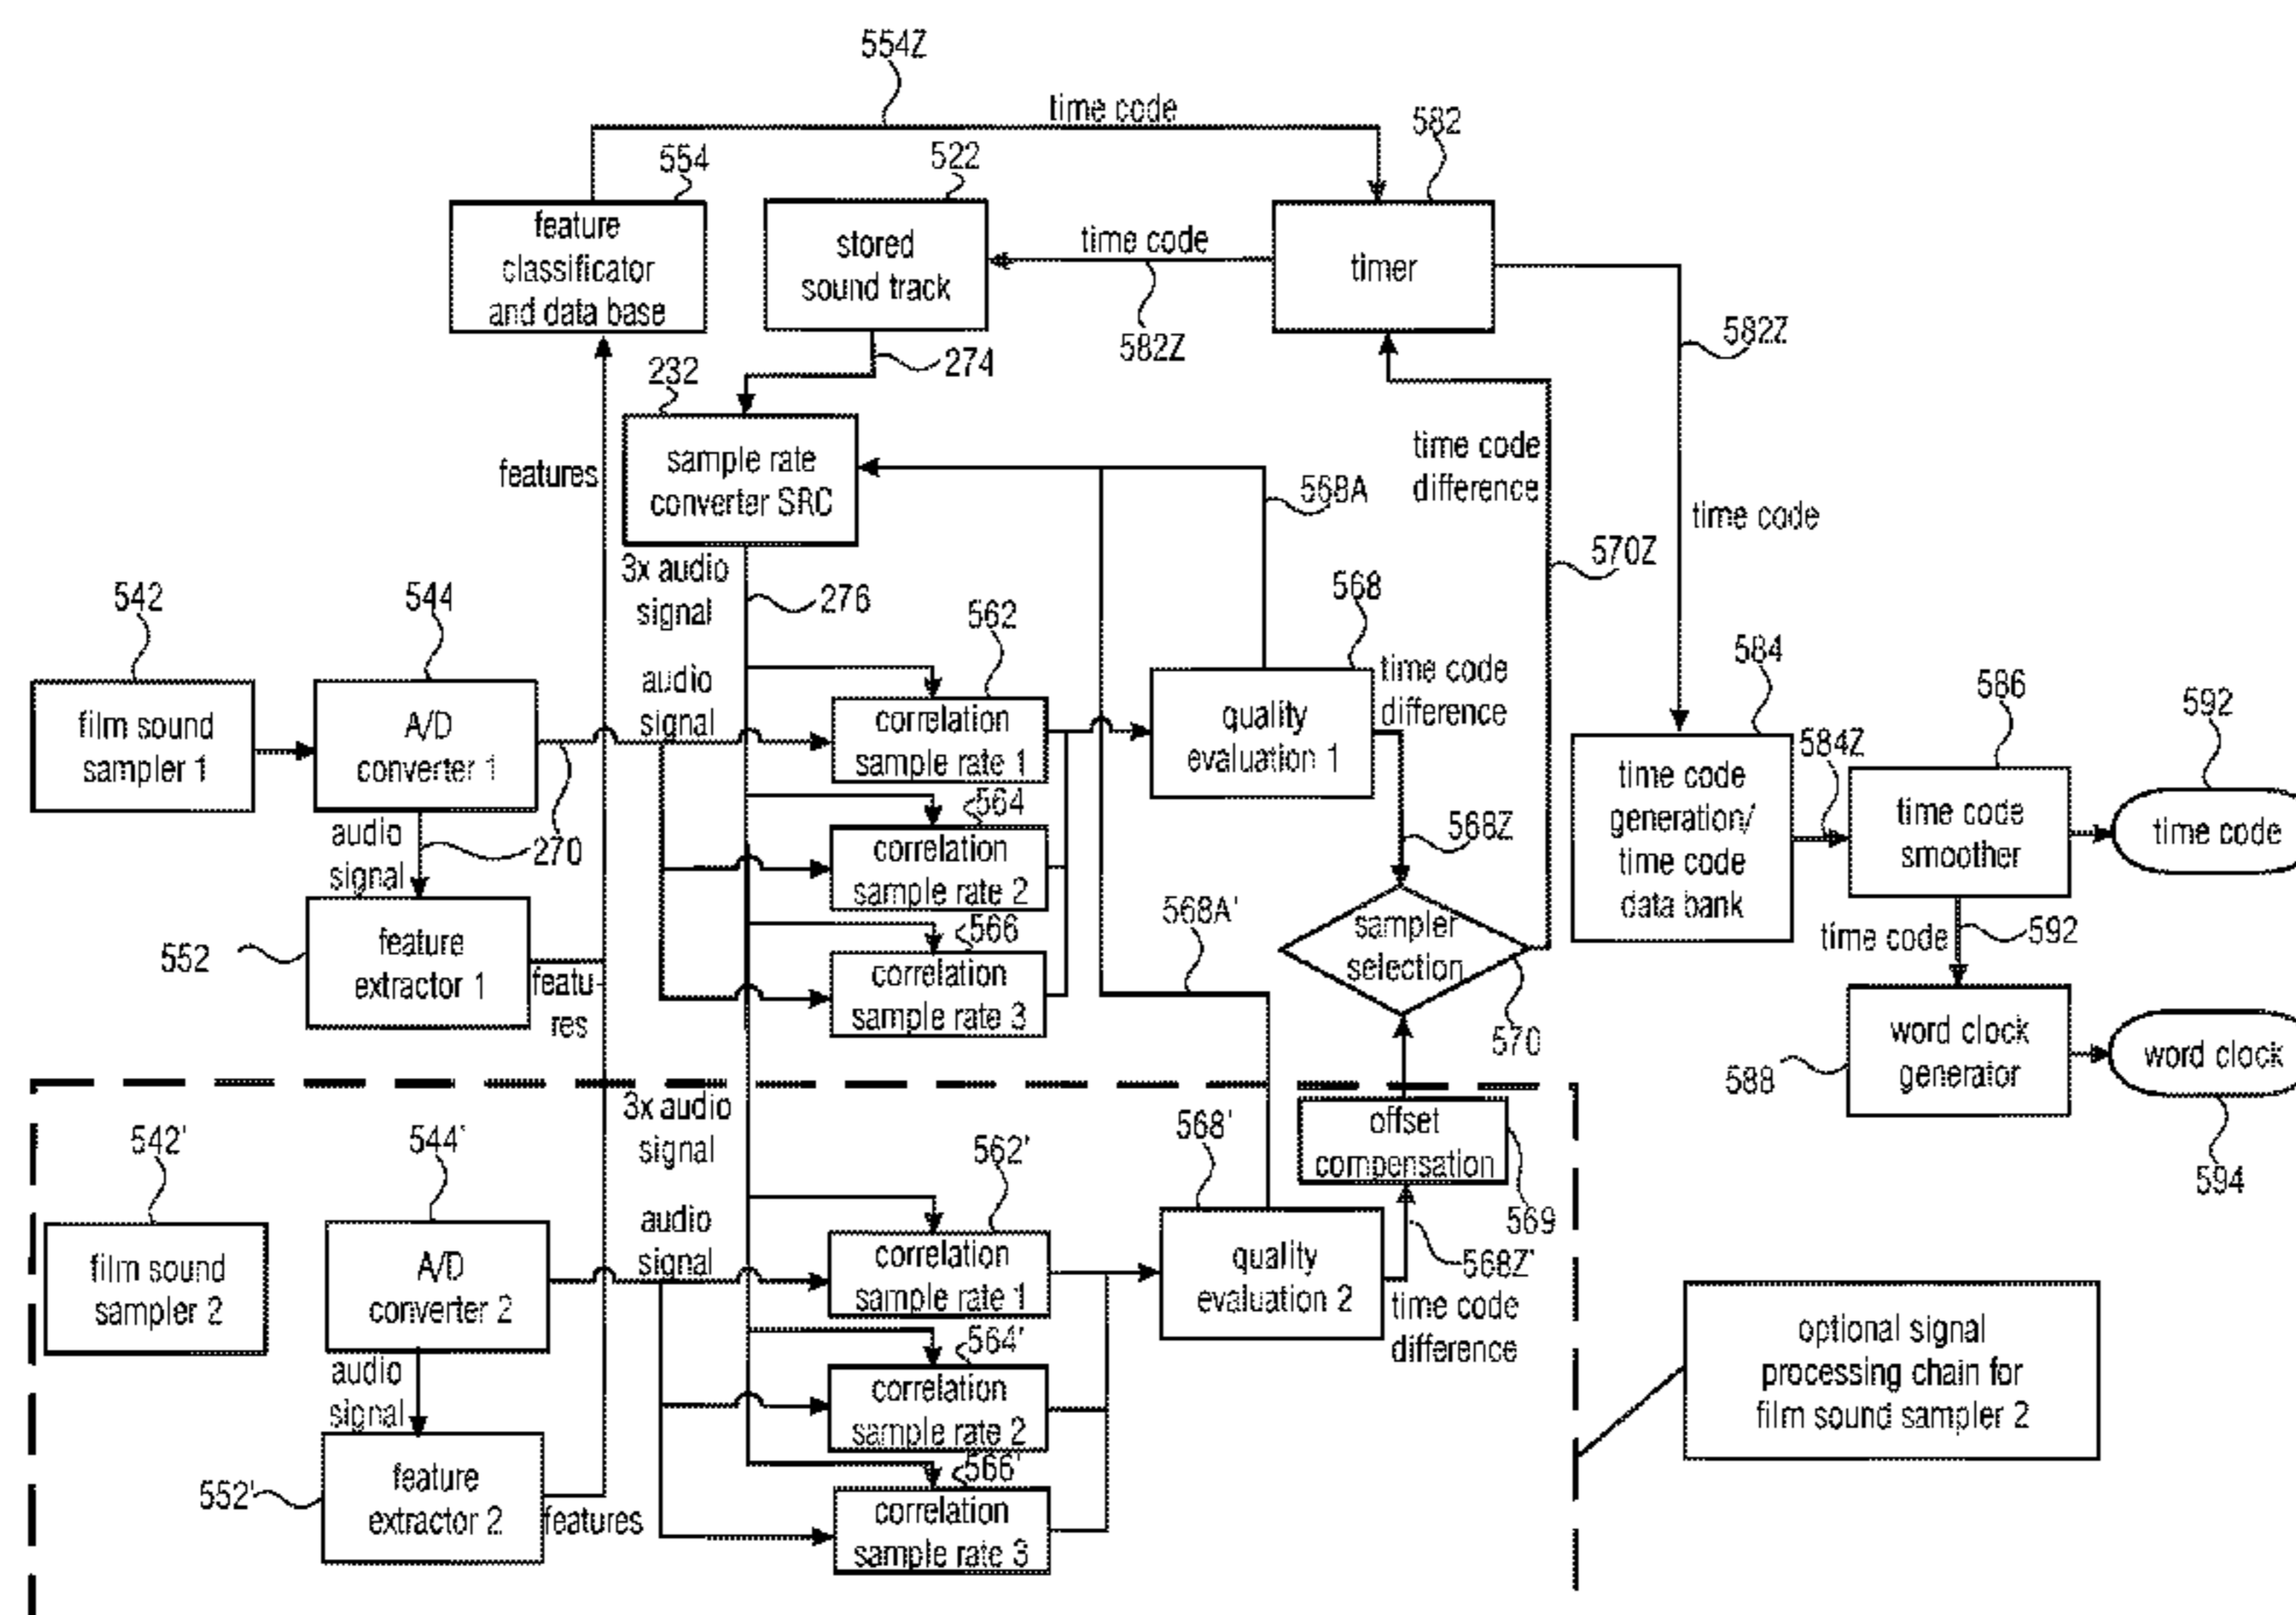 554Z
time code
582
554
522
feature
classificator
and data base
stored
sound track
time code
timer
582Z
582Z
274
232
sample rate
converter SRC
features
568A
time code
difference
time code
570Z
3x audio
signal
276
542
544
562
568
584
586
592
film sound
sampler 1
A/D
converter 1
audio
signal
correlation
sample rate 1
quality
evaluation 1
time code
difference
time code
generation/
time code
data bank
584Z
time code
smoother
time code
audio
signal
270
564
correlation
sample rate 2
568Z
552
feature
extractor 1
featu-
res
566
correlation
sample rate 3
568A'
sampler
selection
570
time code
592
588
word clock
generator
word clock
594
542'
544'
3x audio
signal
562'
568'
offset
compensation
569
film sound
sampler 2
A/D
converter 2
audio
signal
correlation
sample rate 1
quality
evaluation 2
568Z'
time code
difference
audio
signal
564'
correlation
sample rate 2
optional signal
processing chain for
film sound sampler 2
552'
feature
extractor 2
features
566'
correlation
sample rate 3